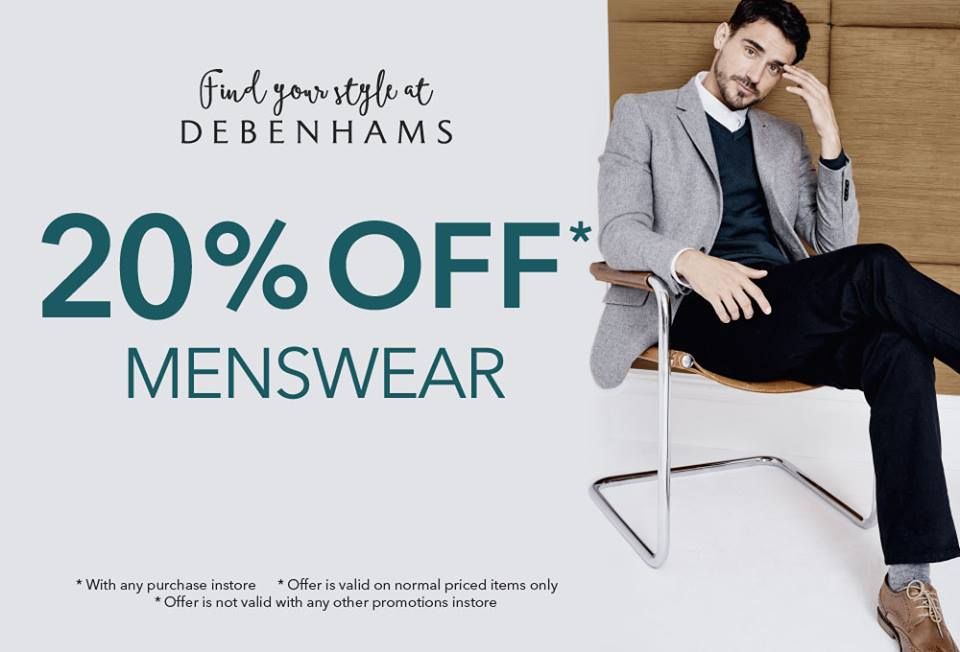 Find your style at
DEBENHAMS
20% OFF*
MENSWEAR
* With any purchase instore * Offer is valid on normal priced items only
* Offer is not valid with any other promotions instore